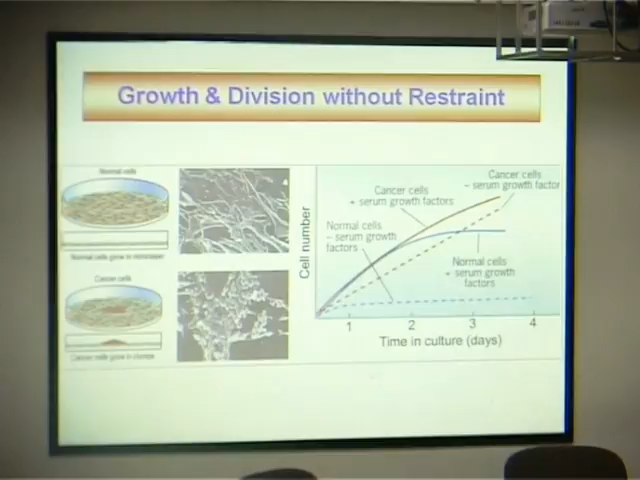 Growth & Division without Restraint
Normal cells
Normal cells grow in monolayer
Cancer cells
Cancer cells grow in clumps
Cell number
Cancer cells
+ serum growth factors
Cancer cells
– serum growth factor
Normal cells
– serum growth
factors
Normal cells
+ serum growth
factors
1 2 3 4
Time in culture (days)